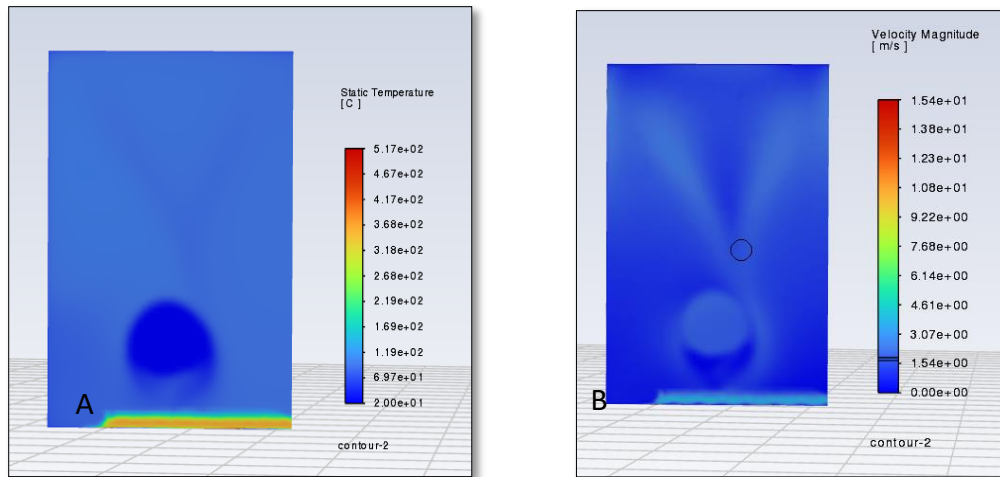 Static Temperature
[ C ]
5.17e+02
4.67e+02
4.17e+02
3.68e+02
3.18e+02
2.68e+02
2.19e+02
1.69e+02
1.19e+02
6.97e+01
2.00e+01
A
contour-2
Velocity Magnitude
[ m/s ]
1.54e+01
1.38e+01
1.23e+01
1.08e+01
9.22e+00
7.68e+00
6.14e+00
4.61e+00
3.07e+00
1.54e+00
0.00e+00
B
contour-2